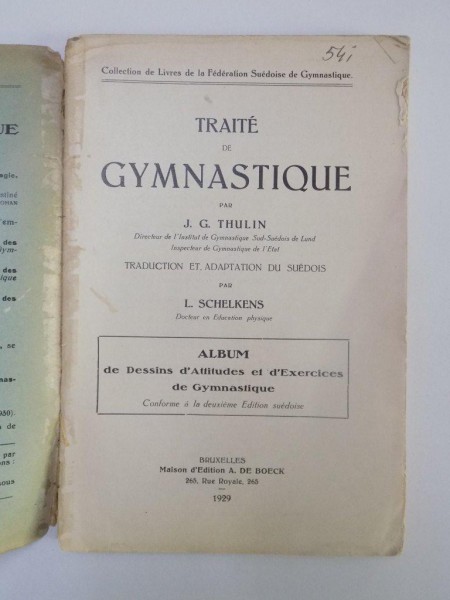 54i
Collection de Livres de la Fédération Suédoise de Gymnastique.
TRAITÉ
DE
GYMNASTIQUE
PAR
J. G. THULIN
Directeur de l'Institut de Gymnastique Sud-Suédois de Lund
Inspecteur de Gymnastique de l'Etat
TRADUCTION ET ADAPTATION DU SUÉDOIS
PAR
L. SCHELKENS
Docteur en Education physique
ALBUM
de Dessins d'Attitudes et d'Exercices
de Gymnastique
Conforme à la deuxième Edition suédoise
BRUXELLES
Maison d'Edition A. DE BOECK
265, Rue Royale, 265
1929